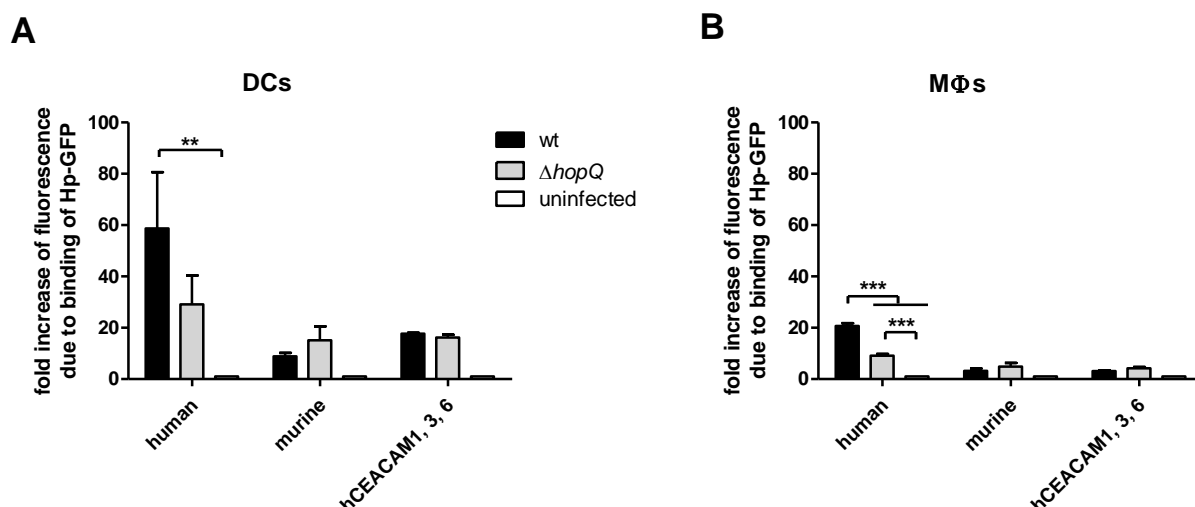 A
DCs
fold increase of fluorescence
due to binding of Hp-GFP
100
80
60
40
20
0
**
human
murine
hCEACAM1, 3, 6
wt
ΔhopQ
uninfected
B
MΦs
fold increase of fluorescence
due to binding of Hp-GFP
100
80
60
40
20
0
***
***
human
murine
hCEACAM1, 3, 6